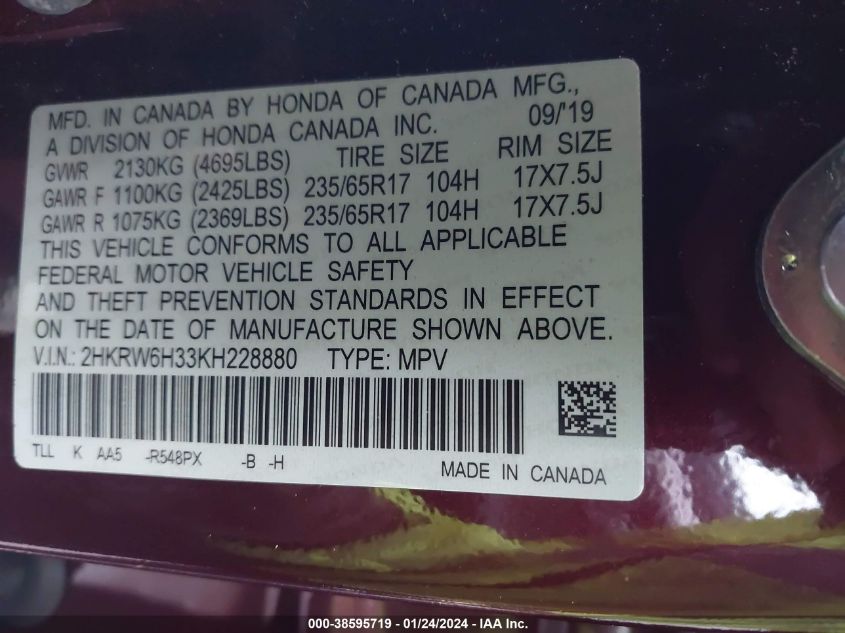 MFD. IN CANADA BY HONDA OF CANADA MFG.,
A DIVISION OF HONDA CANADA INC. 09/'19
GVWR 2130KG (4695LBS) TIRE SIZE RIM SIZE
GAWR F 1100KG (2425LBS) 235/65R17 104H 17X7.5J
GAWR R 1075KG (2369LBS) 235/65R17 104H 17X7.5J
THIS VEHICLE CONFORMS TO ALL APPLICABLE
FEDERAL MOTOR VEHICLE SAFETY
AND THEFT PREVENTION STANDARDS IN EFFECT
ON THE DATE OF MANUFACTURE SHOWN ABOVE.
V.I.N.: 2HKRW6H33KH228880 TYPE: MPV
TLL K AA5 -R548PX -B -H MADE IN CANADA
000-38595719 - 01/24/2024 - IAA Inc.